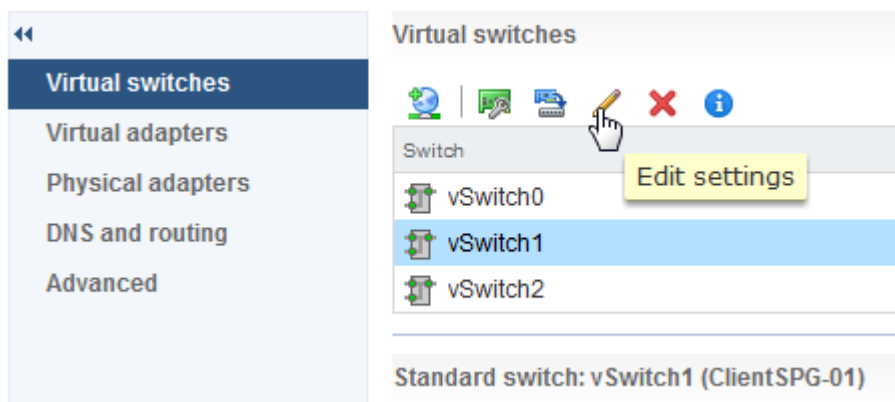 Virtual switches
Virtual adapters
Physical adapters
DNS and routing
Advanced
Virtual switches
Switch
Edit settings
vSwitch0
vSwitch1
vSwitch2
Standard switch: vSwitch1 (ClientSPG-01)